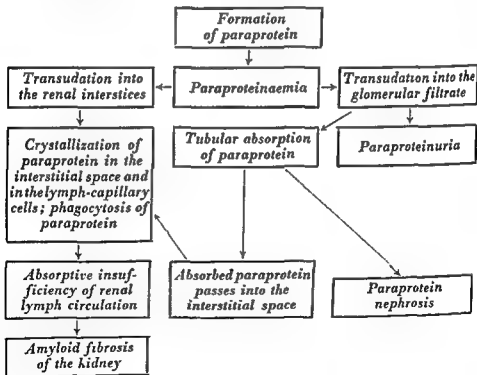 Formation
of paraprotein
Transudation into
the renal interstices
Paraproteinaemia
Transudation into the
glomerular filtrate
Crystallization of
paraprotein in the
interstitial space and
inthelymph-capillary
cells; phagocytosis of
paraprotein
Tubular absorption
of paraprotein
Paraproteinuria
Absorptive insuf-
ficiency of renal
lymph circulation
Absorbed paraprotein
passes into the
interstitial space
Paraprotein
nephrosis
Amyloid fibrosis
of the kidney